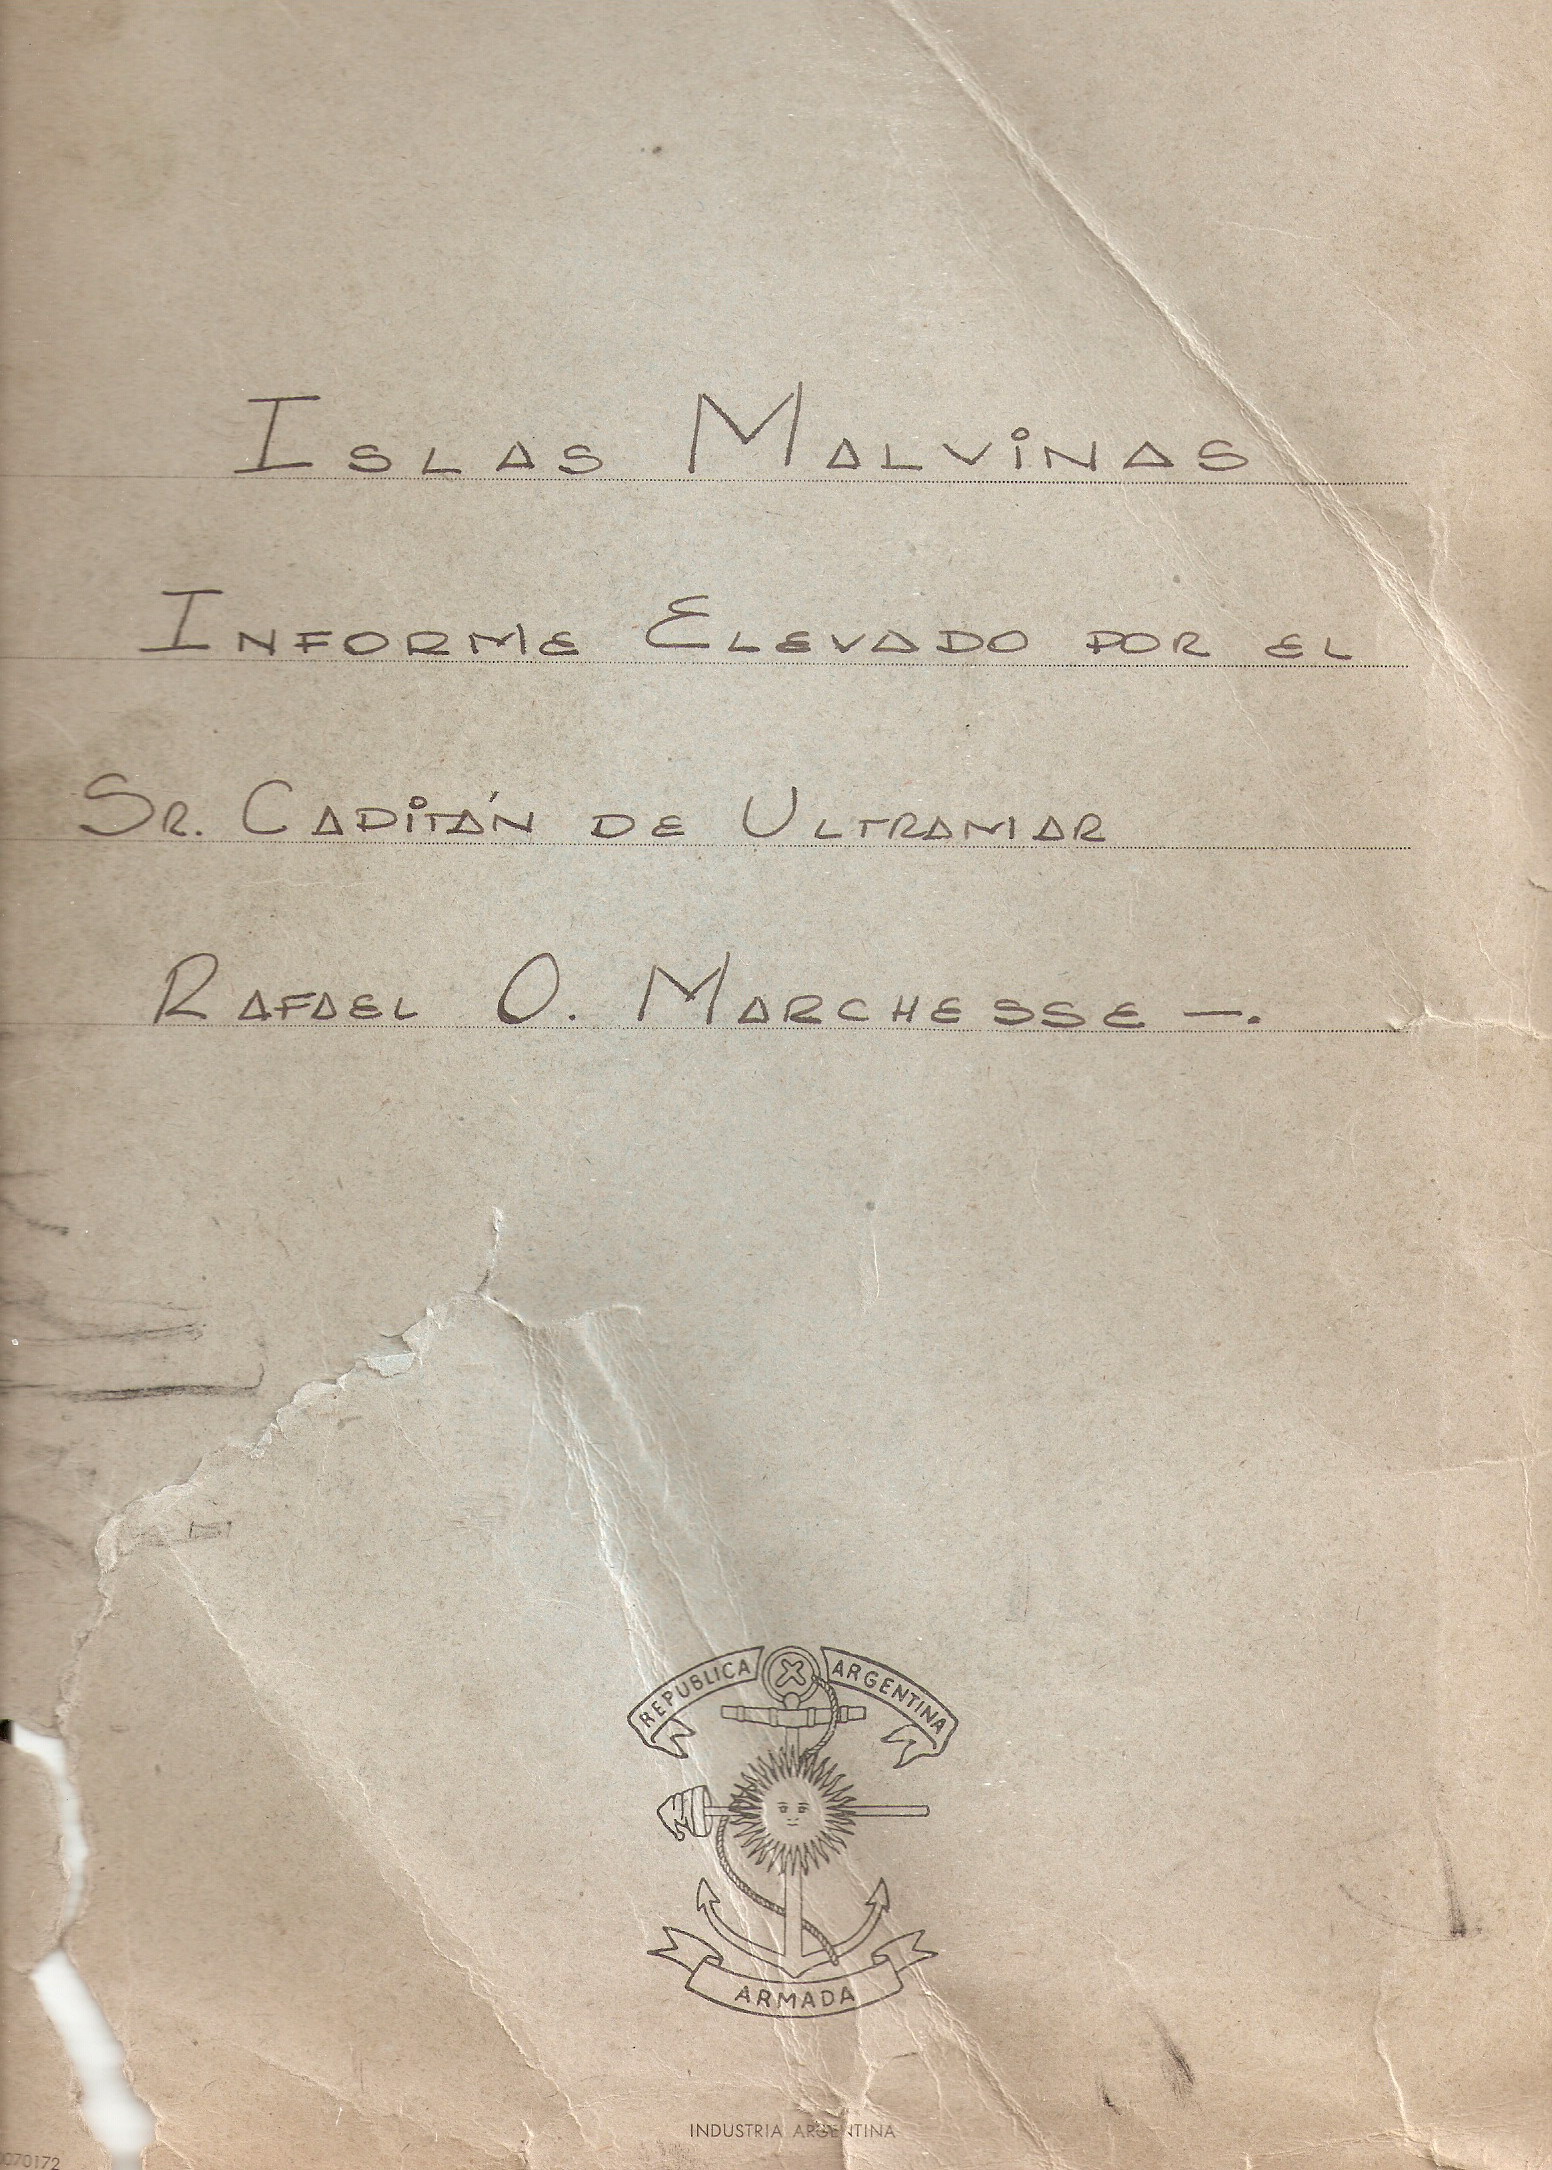 Islas Malvinas
Informe Elevado por el
Sr. Capitán de Ultramar
Rafael O. Marchesse —.
REPUBLICA ARGENTINA
ARMADA
INDUSTRIA ARGENTINA
070172